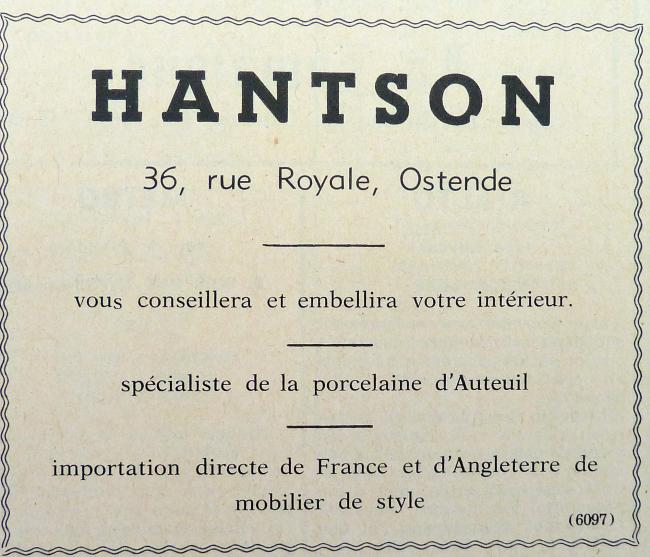 HANTSON
36, rue Royale, Ostende
vous conseillera et embellira votre intérieur.
spécialiste de la porcelaine d'Auteuil
importation directe de France et d'Angleterre de
mobilier de style
(6097)